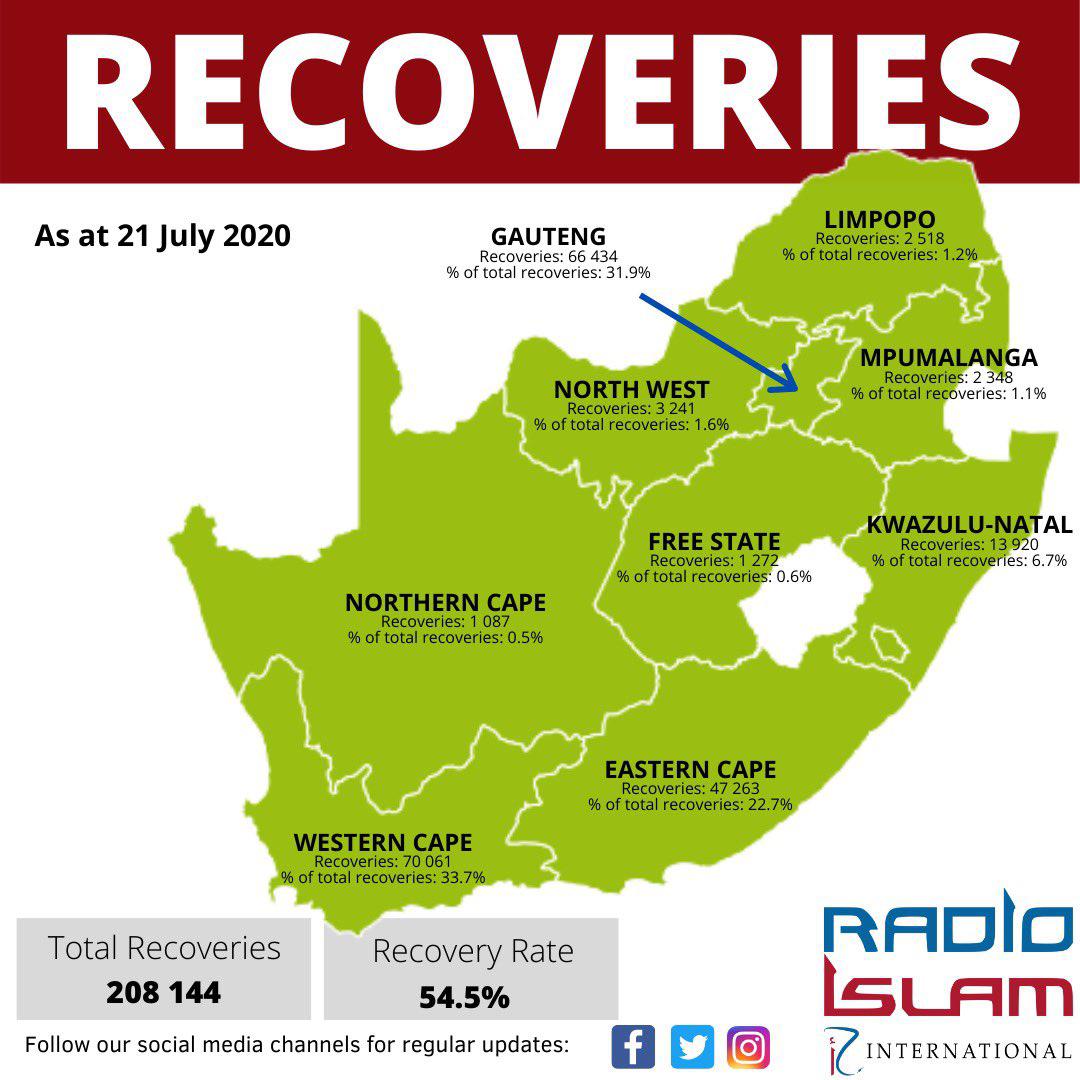 RECOVERIES
As at 21 July 2020
GAUTENG
Recoveries: 66 434
% of total recoveries: 31.9%
LIMPOPO
Recoveries: 2 518
% of total recoveries: 1.2%
MPUMALANGA
Recoveries: 2 348
% of total recoveries: 1.1%
NORTH WEST
Recoveries: 3 241
% of total recoveries: 1.6%
KWAZULU-NATAL
Recoveries: 13 920
% of total recoveries: 6.7%
FREE STATE
Recoveries: 1 272
% of total recoveries: 0.6%
NORTHERN CAPE
Recoveries: 1 087
% of total recoveries: 0.5%
EASTERN CAPE
Recoveries: 47 263
% of total recoveries: 22.7%
WESTERN CAPE
Recoveries: 70 061
% of total recoveries: 33.7%
Total Recoveries
208 144
Recovery Rate
54.5%
Follow our social media channels for regular updates:
RADIO
ISLAM
INTERNATIONAL